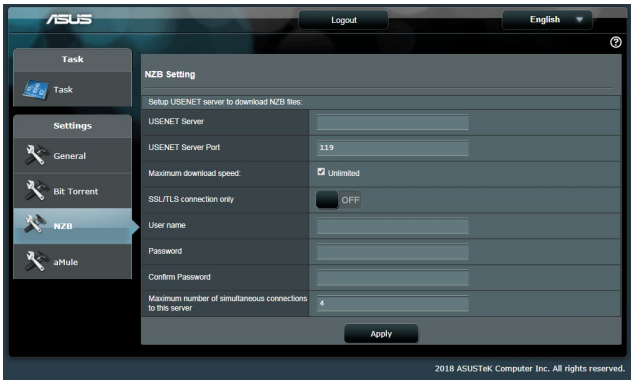 ASUS
Logout
English
Task
Task
Settings
General
Bit Torrent
NZB
aMule
NZB Setting
Setup USENET server to download NZB files:
USENET Server
USENET Server Port
119
Maximum download speed:
Unlimited
SSL/TLS connection only
OFF
User name
Password
Confirm Password
Maximum number of simultaneous connections
to this server
4
Apply
2018 ASUSTeK Computer Inc. All rights reserved.